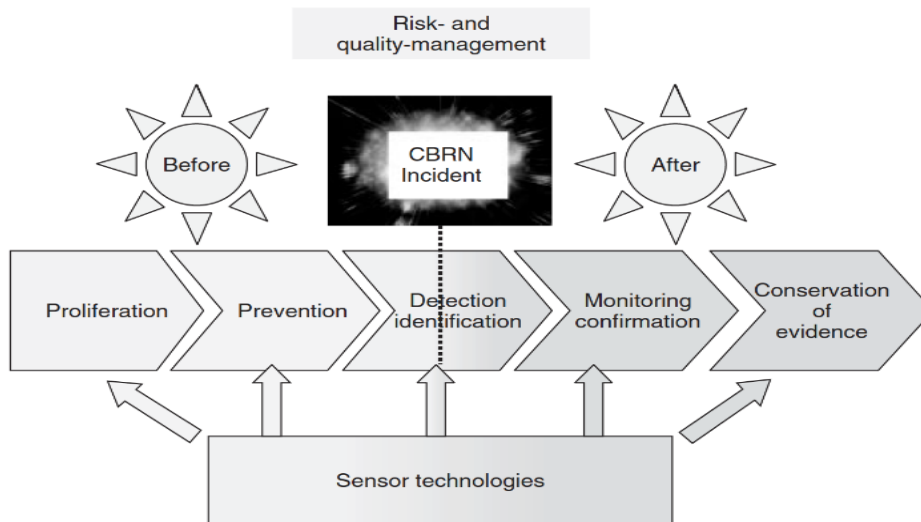 Risk- and
quality-management
Before
CBRN
Incident
After
Proliferation
Prevention
Detection
identification
Monitoring
confirmation
Conservation
of
evidence
Sensor technologies